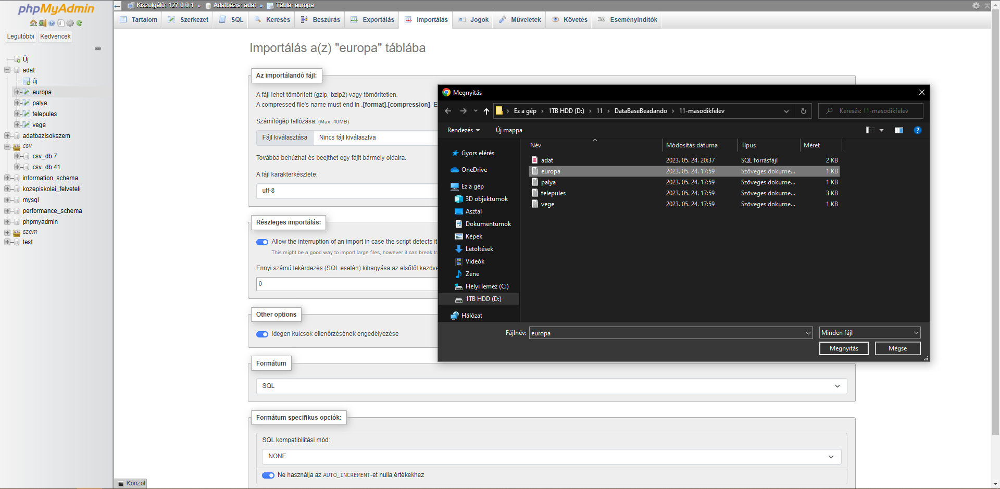 phpMyAdmin
Legutóbbi Kedvencek
Új
adat
új
europa
palya
telepules
vege
adatbazisokszem
csv
csv_db 7
csv_db 41
information_schema
kozepiskolai_felveteli
mysql
performance_schema
phpmyadmin
szem
test
Kiszolgáló: 127.0.0.1 » Adatbázis: adat » Tábla: europa
Tartalom Szerkezet SQL Keresés Beszúrás Exportálás Importálás Jogok Műveletek Követés Eseményindítók
Importálás a(z) "europa" táblába
Az importálandó fájl:
A fájl lehet tömörített (gzip, bzip2) vagy tömörítetlen.
A compressed file's name must end in .[format].[compression]. E
Számítógép tallózása: (Max: 40MB)
Fájl kiválasztása Nincs fájl kiválasztva
Továbbá behúzhat és beejthet egy fájlt bármely oldalra.
A fájl karakterkészlete:
utf-8
Részleges importálás:
Allow the interruption of an import in case the script detects it
This might be a good way to import large files, however it can break tr
Ennyi számú lekérdezés (SQL esetén) kihagyása az elsőtől kezdve
0
Other options
Idegen kulcsok ellenőrzésének engedélyezése
Formátum
SQL
Formátum specifikus opciók:
SQL kompatibilitási mód:
NONE
Ne használja az AUTO_INCREMENT-et nulla értékekhez
Konzol
Megnyitás
Ez a gép › 1TB HDD (D:) › 11 › DataBaseBeadando › 11-masodikfelev
Keresés: 11-masodikfelev
Rendezés Új mappa
Gyors elérés
OneDrive
Ez a gép
3D objektumok
Asztal
Dokumentumok
Képek
Letöltések
Videók
Zene
Helyi lemez (C:)
1TB HDD (D:)
Hálózat
Név Módosítás dátuma Típus Méret
adat 2023. 05. 24. 20:37 SQL forrásfájl 2 KB
europa 2023. 05. 24. 17:59 Szöveges dokume... 1 KB
palya 2023. 05. 24. 17:59 Szöveges dokume... 1 KB
telepules 2023. 05. 24. 17:59 Szöveges dokume... 3 KB
vege 2023. 05. 24. 17:59 Szöveges dokume... 1 KB
Fájlnév: europa
Minden fájl
Megnyitás Mégse